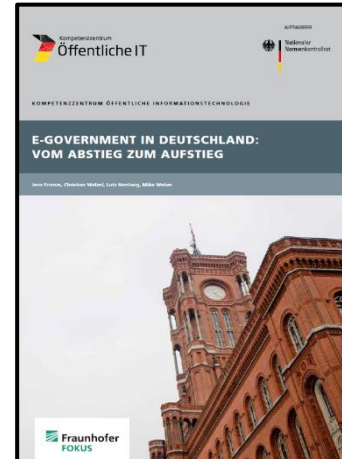 AUFTRAGGEBER
Kompetenzzentrum
Öffentliche IT
Nationaler
Normenkontrollrat
KOMPETENZZENTRUM ÖFFENTLICHE INFORMATIONSTECHNOLOGIE
E-GOVERNMENT IN DEUTSCHLAND:
VOM ABSTIEG ZUM AUFSTIEG
Jens Fromm, Christian Welzel, Lutz Nentwig, Mike Weber
Fraunhofer
FOKUS